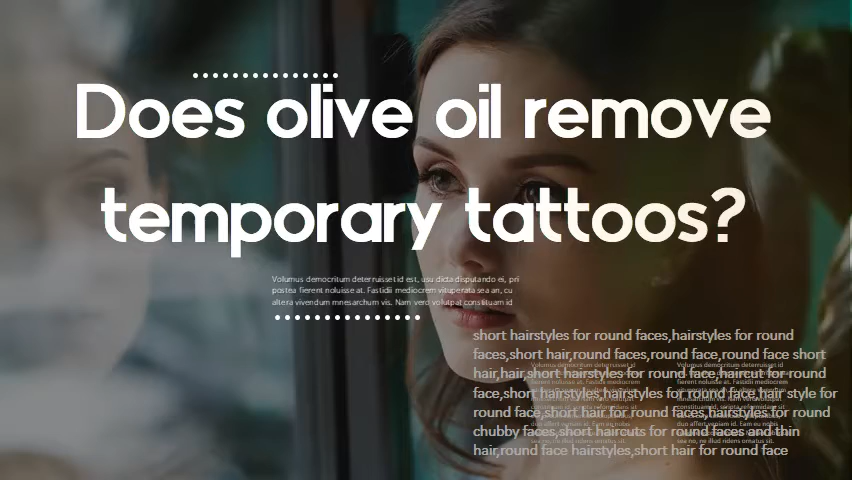 Does olive oil remove
temporary tattoos?
Volumus democritum deterruisset id est, usu dicta disputando ei, pri
postea fierent noluisse at. Fastidii mediocrem vituperata sea an, cu
altera vivendum mnesarchum vis. Nam vero volutpat constituam id
short hairstyles for round faces,hairstyles for round
faces,short hair,round faces,round face,round face short
hair,hair,short hairstyles for round face,haircut for round
face,short hairstyles,hairstyles for round face,hair style for
round face,short hair for round faces,hairstyles for round
chubby faces,short haircuts for round faces and thin
hair,round face hairstyles,short hair for round face